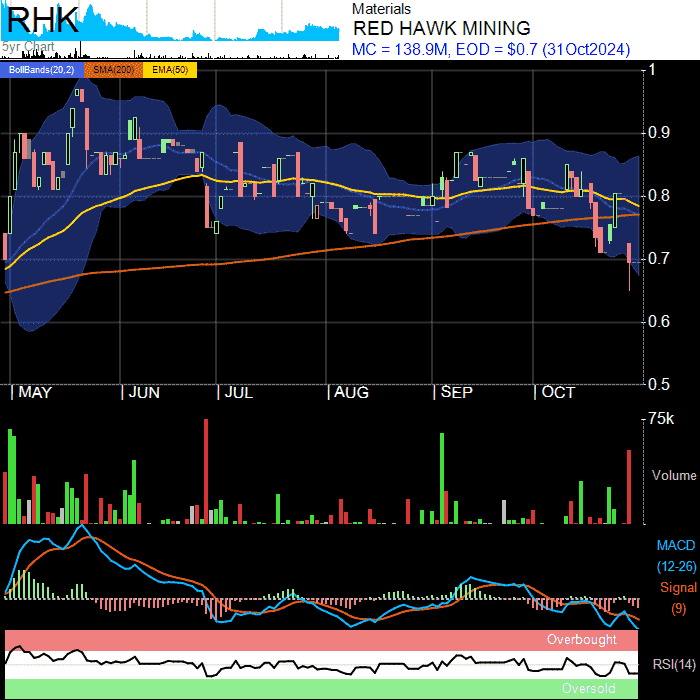 RHK
5yr Chart
Materials
RED HAWK MINING
MC = 138.9M, EOD = $0.7 (31Oct2024)
BollBands(20,2) SMA(200) EMA(50)
1
0.9
0.8
0.7
0.6
0.5
MAY JUN JUL AUG SEP OCT
75k
Volume
MACD
(12-26)
Signal
(9)
Overbought
RSI(14)
Oversold